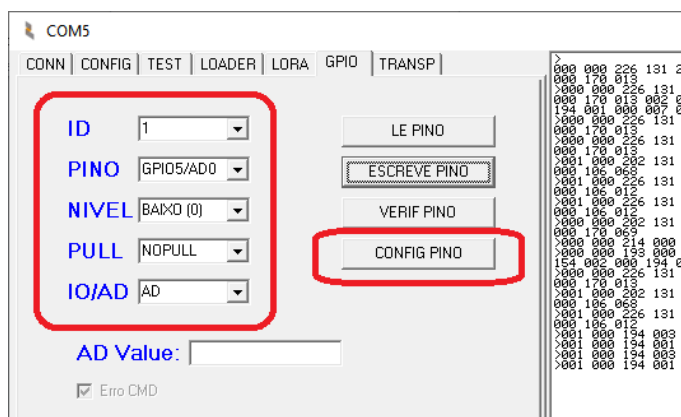 COM5
CONN CONFIG TEST LOADER LORA GPIO TRANSP
ID 1 LE PINO
PINO GPIO5/AD0 ESCREVE PINO
NIVEL BAIXO (0) VERIF PINO
PULL NOPULL CONFIG PINO
IO/AD AD
AD Value:
Erro CMD
>
000 000 226 131 2
000 170 013
>000 000 226 131
000 170 013 002 0
194 001 000 007 0
>000 000 226 131
000 170 013
>000 000 226 131
000 170 013
>001 000 202 131
000 106 068
>001 000 226 131
000 106 012
>001 000 226 131
000 106 012
>000 000 202 131
000 170 069
>000 000 214 000
>000 000 193 000
154 002 000 194 0
>000 000 226 131
000 170 013
>001 000 202 131
000 106 068
>001 000 226 131
000 106 012
>001 000 194 003
>001 000 194 001
>001 000 194 003
>001 000 194 001